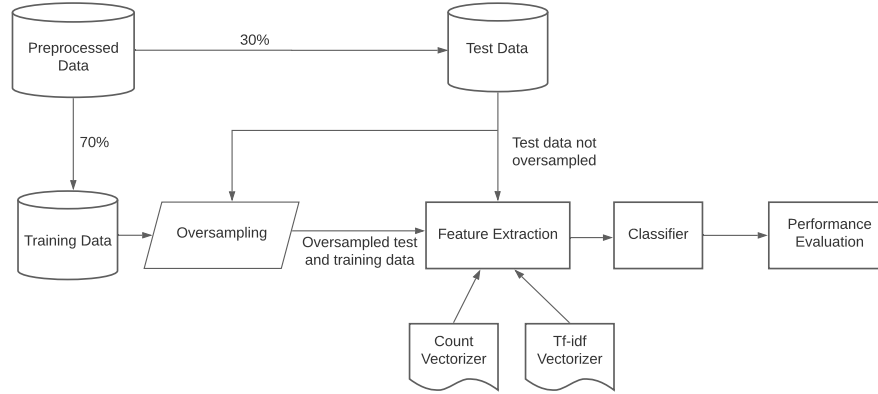 Preprocessed
Data
30%
Test Data
70%
Test data not
oversampled
Training Data
Oversampling
Oversampled test
and training data
Feature Extraction
Classifier
Performance
Evaluation
Count
Vectorizer
Tf-idf
Vectorizer